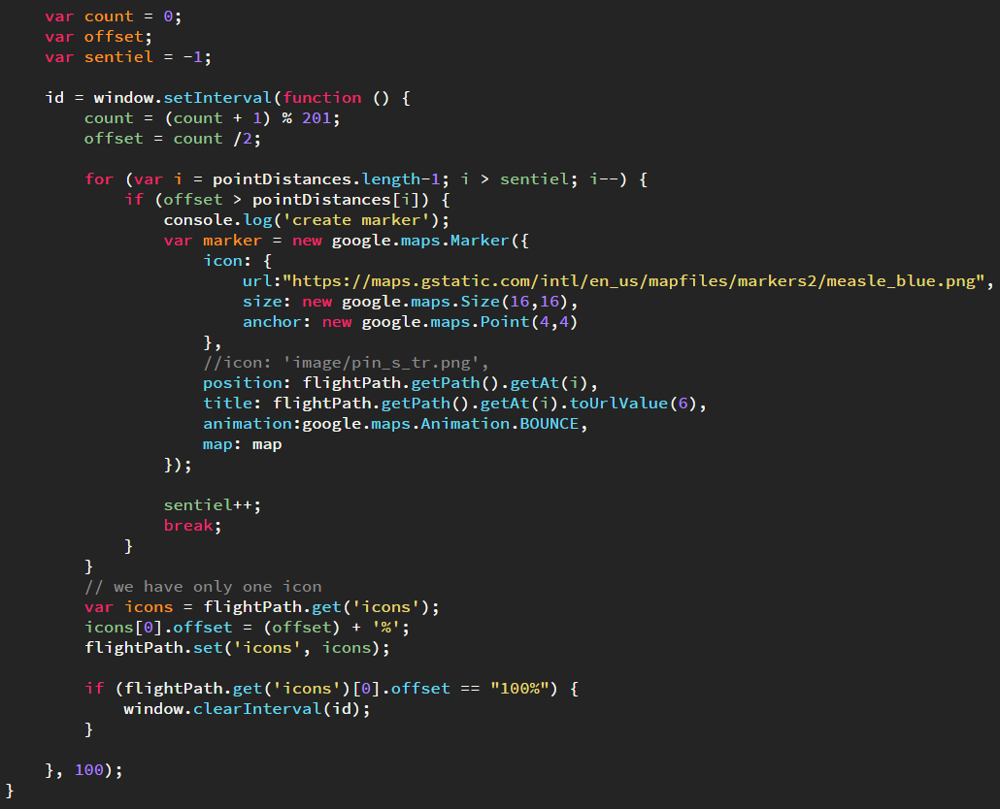 var count = 0;
var offset;
var sentiel = -1;
id = window.setInterval(function () {
count = (count + 1) % 201;
offset = count /2;
for (var i = pointDistances.length-1; i > sentiel; i--) {
if (offset > pointDistances[i]) {
console.log('create marker');
var marker = new google.maps.Marker({
icon: {
url:"https://maps.gstatic.com/intl/en_us/mapfiles/markers2/measle_blue.png",
size: new google.maps.Size(16,16),
anchor: new google.maps.Point(4,4)
},
//icon: 'image/pin_s_tr.png',
position: flightPath.getPath().getAt(i),
title: flightPath.getPath().getAt(i).toUrlValue(6),
animation:google.maps.Animation.BOUNCE,
map: map
});
sentiel++;
break;
}
}
// we have only one icon
var icons = flightPath.get('icons');
icons[0].offset = (offset) + '%';
flightPath.set('icons', icons);
if (flightPath.get('icons')[0].offset == "100%") {
window.clearInterval(id);
}
}, 100);
}